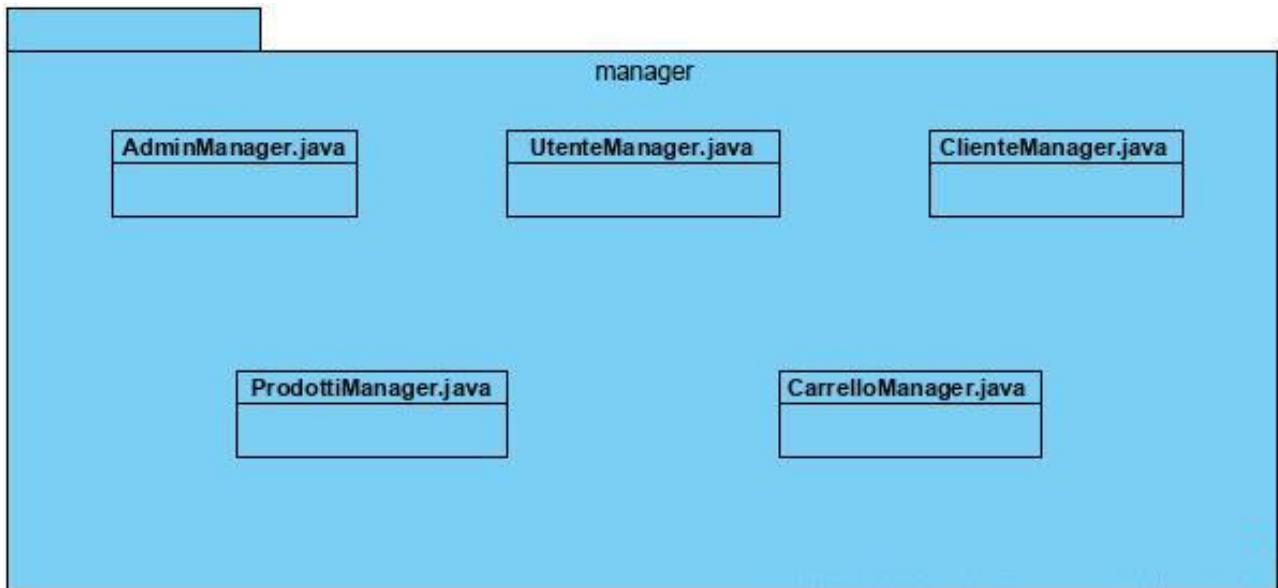 manager
AdminManager.java
UtenteManager.java
ClienteManager.java
ProdottiManager.java
CarrelloManager.java